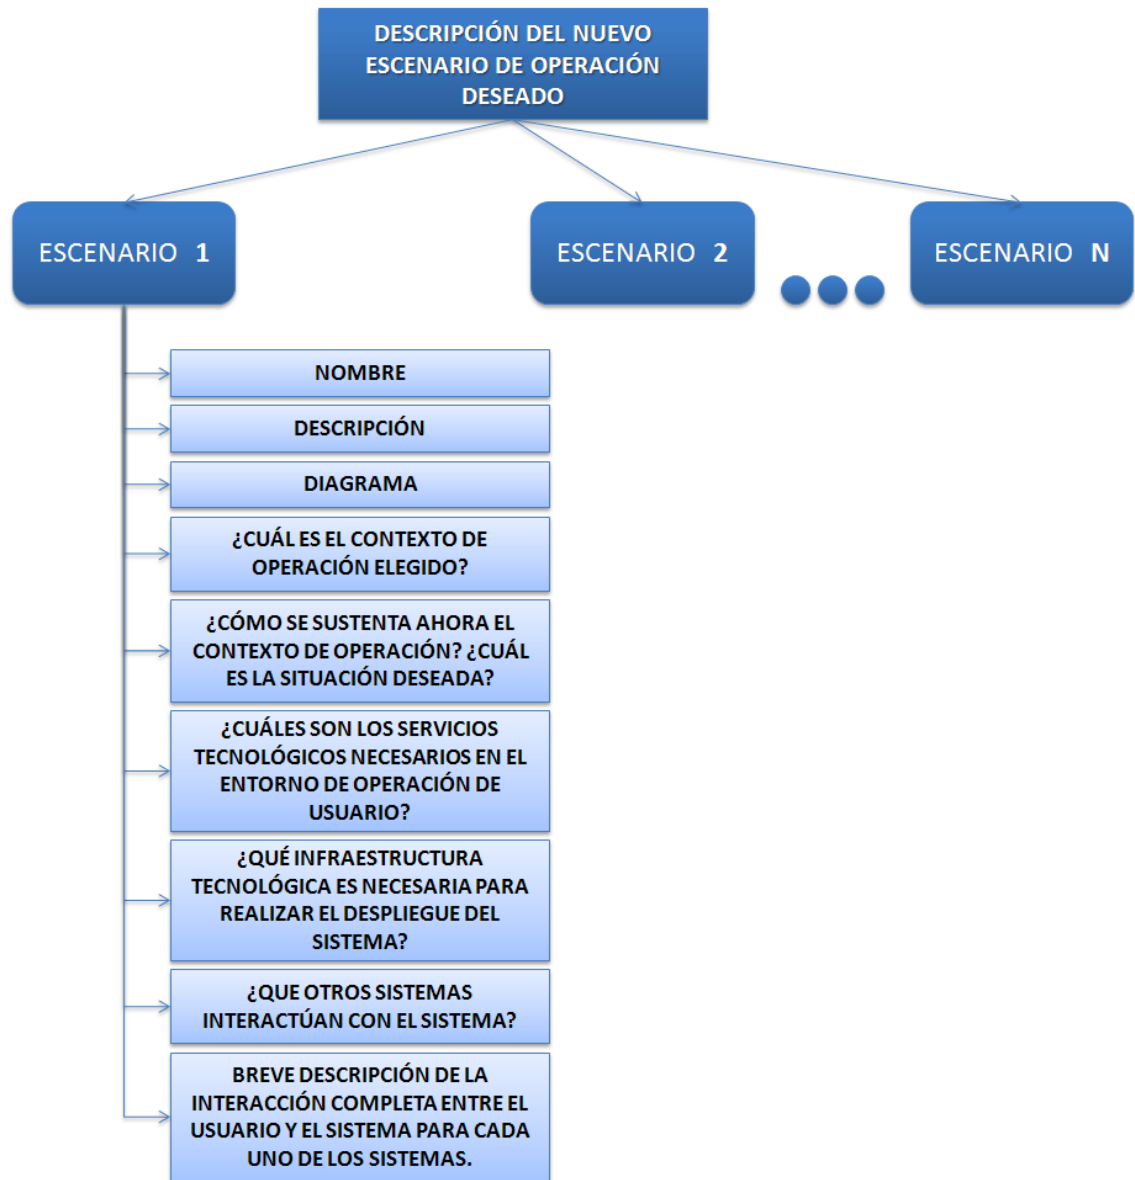 DESCRIPCIÓN DEL NUEVO
ESCENARIO DE OPERACIÓN
DESEADO
ESCENARIO 1
ESCENARIO 2
ESCENARIO N
NOMBRE
DESCRIPCIÓN
DIAGRAMA
¿CUÁL ES EL CONTEXTO DE
OPERACIÓN ELEGIDO?
¿CÓMO SE SUSTENTA AHORA EL
CONTEXTO DE OPERACIÓN? ¿CUÁL
ES LA SITUACIÓN DESEADA?
¿CUÁLES SON LOS SERVICIOS
TECNOLÓGICOS NECESARIOS EN EL
ENTORNO DE OPERACIÓN DE
USUARIO?
¿QUÉ INFRAESTRUCTURA
TECNOLÓGICA ES NECESARIA PARA
REALIZAR EL DESPLIEGUE DEL
SISTEMA?
¿QUE OTROS SISTEMAS
INTERACTÚAN CON EL SISTEMA?
BREVE DESCRIPCIÓN DE LA
INTERACCIÓN COMPLETA ENTRE EL
USUARIO Y EL SISTEMA PARA CADA
UNO DE LOS SISTEMAS.